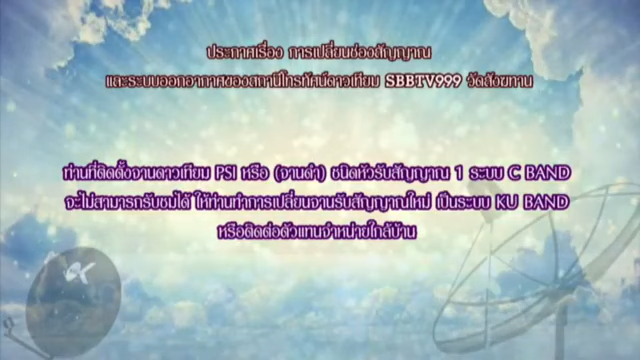 ประกาศเรื่อง การเปลี่ยนช่องสัญญาณ
และระบบออกอากาศของสถานีโทรทัศน์ดาวเทียม SBBTV999 วัดสังฆทาน
ท่านที่ติดตั้งจานดาวเทียม PSI หรือ (จานดำ) ชนิดหัวรับสัญญาณ 1 ระบบ C BAND
จะไม่สามารถรับชมได้ ให้ท่านทำการเปลี่ยนจานรับสัญญาณใหม่ เป็นระบบ KU BAND
หรือติดต่อตัวแทนจำหน่ายใกล้บ้าน